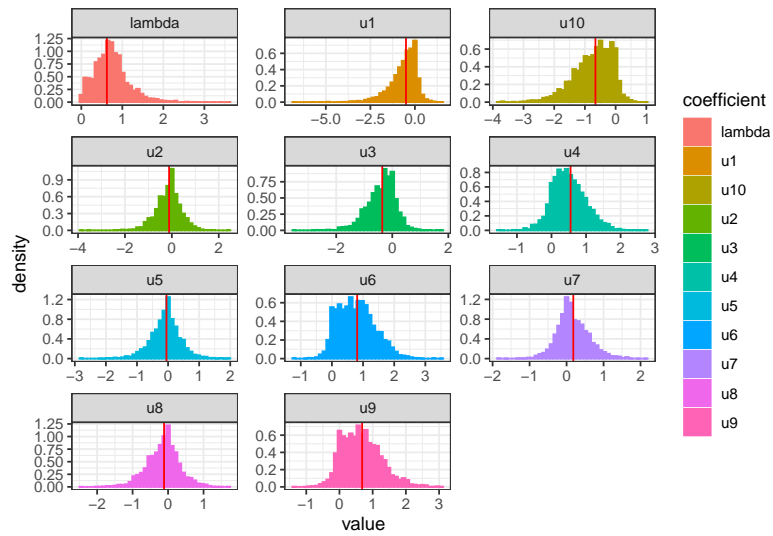 lambda u1 u10
1.25
1.00
0.75
0.50
0.25
0.00
0.6
0.4
0.2
0.0
0.6
0.4
0.2
0.0
0 1 2 3
−5.0 −2.5 0.0
−4 −3 −2 −1 0 1
u2 u3 u4
0.9
0.6
0.3
0.0
0.75
0.50
0.25
0.00
0.8
0.6
0.4
0.2
0.0
−4 −2 0 2
−2 0 2
−1 0 1 2 3
u5 u6 u7
1.2
0.8
0.4
0.0
0.6
0.4
0.2
0.0
1.2
0.8
0.4
0.0
−3 −2 −1 0 1 2
−1 0 1 2 3
−2 −1 0 1 2
u8 u9
1.25
1.00
0.75
0.50
0.25
0.00
0.6
0.4
0.2
0.0
−2 −1 0 1
−1 0 1 2 3
value
density
coefficient
lambda
u1
u10
u2
u3
u4
u5
u6
u7
u8
u9